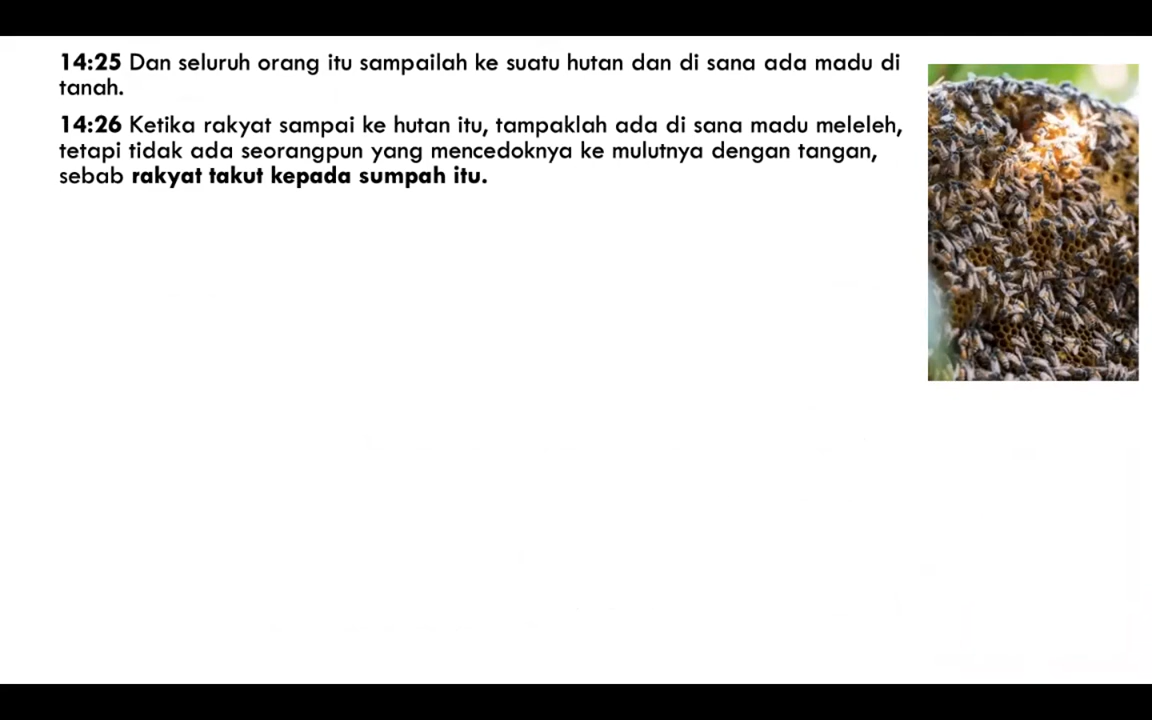 14:25 Dan seluruh orang itu sampailah ke suatu hutan dan di sana ada madu di
tanah.
14:26 Ketika rakyat sampai ke hutan itu, tampaklah ada di sana madu meleleh,
tetapi tidak ada seorangpun yang mencedoknya ke mulutnya dengan tangan,
sebab rakyat takut kepada sumpah itu.